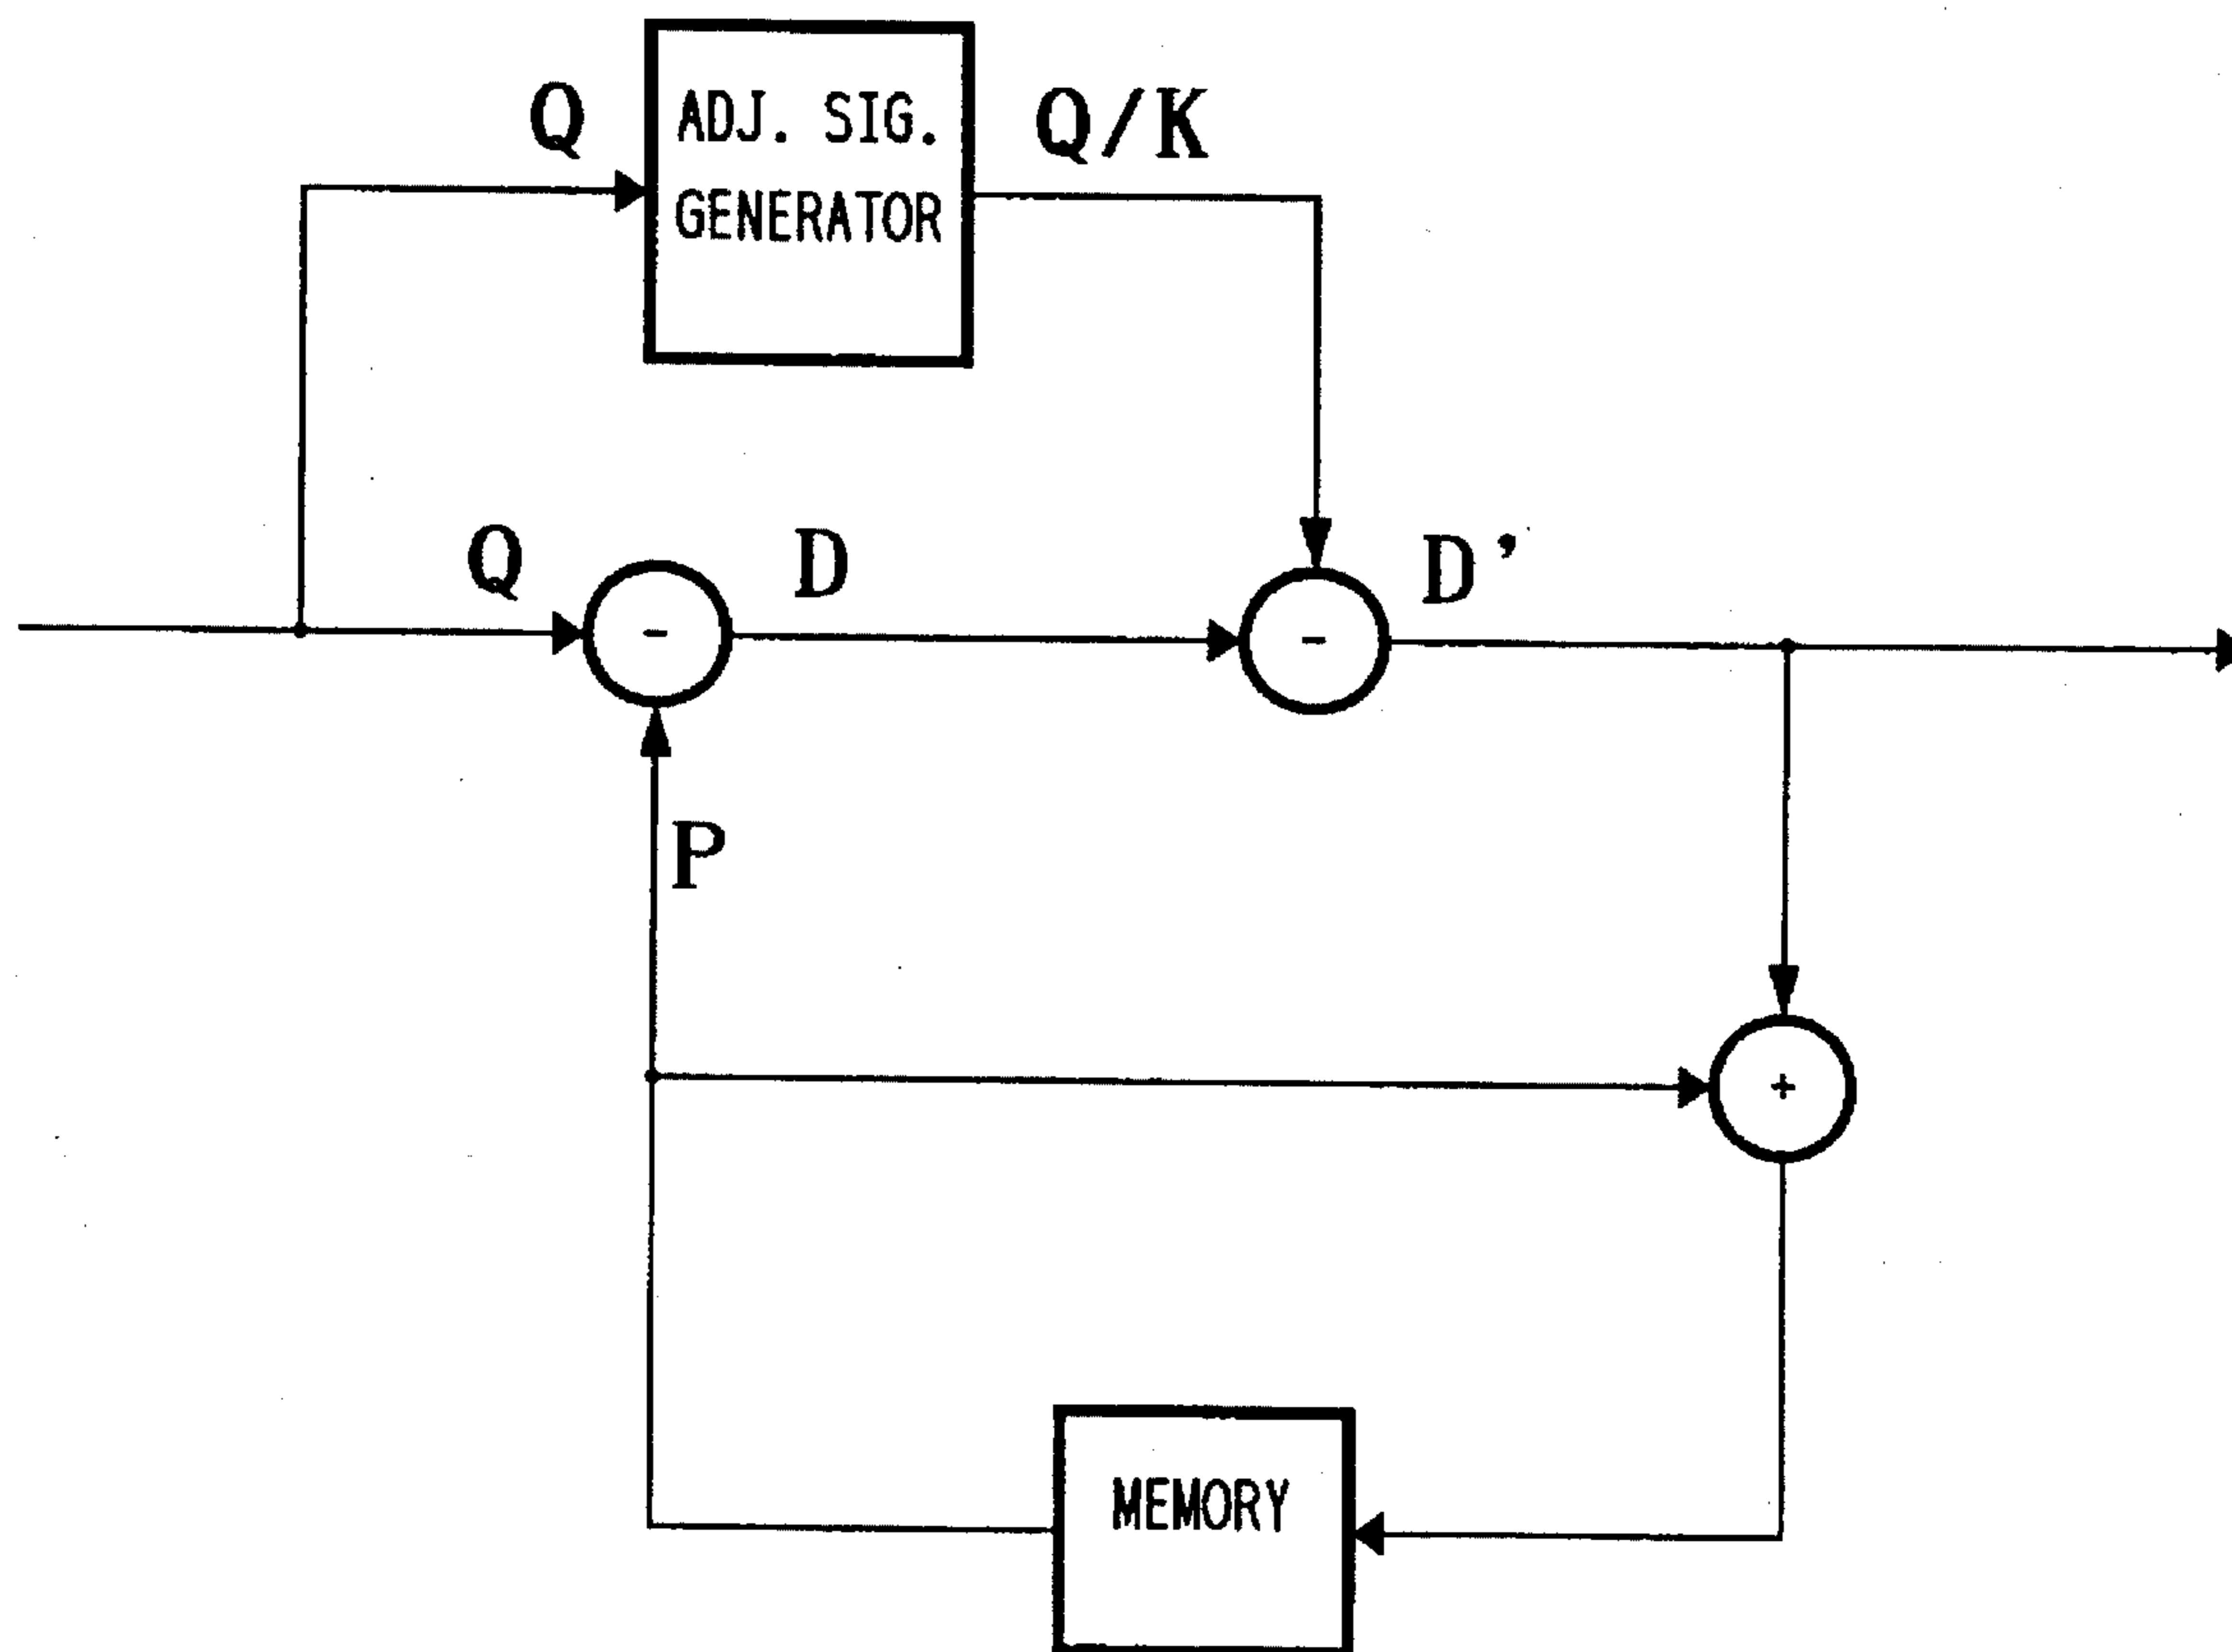 Q
ADJ. SIG.
GENERATOR
Q/K
Q
-
D
-
D'
P
+
MEMORY